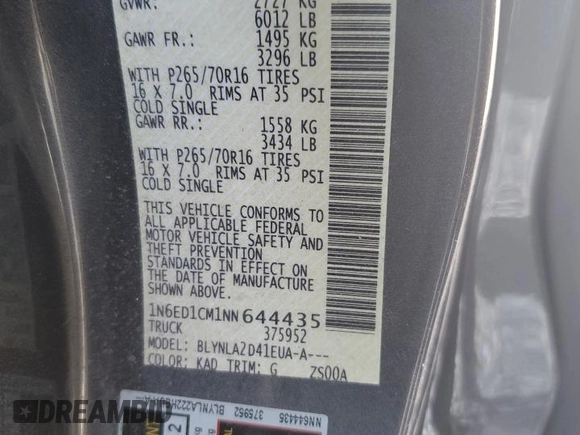 GVWR: 2727 KG
6012 LB
GAWR FR.: 1495 KG
3296 LB
WITH P265/70R16 TIRES
16 X 7.0 RIMS AT 35 PSI
COLD SINGLE
GAWR RR.: 1558 KG
3434 LB
WITH P265/70R16 TIRES
16 X 7.0 RIMS AT 35 PSI
COLD SINGLE
THIS VEHICLE CONFORMS TO
ALL APPLICABLE FEDERAL
MOTOR VEHICLE SAFETY AND
THEFT PREVENTION
STANDARDS IN EFFECT ON
THE DATE OF MANUFACTURE
SHOWN ABOVE.
1N6ED1CM1NN644435
TRUCK 375952
MODEL: BLYNLA2D41EUA-A---
COLOR: KAD TRIM: G ZS00A
NN644435 375952
2
DREAMBID